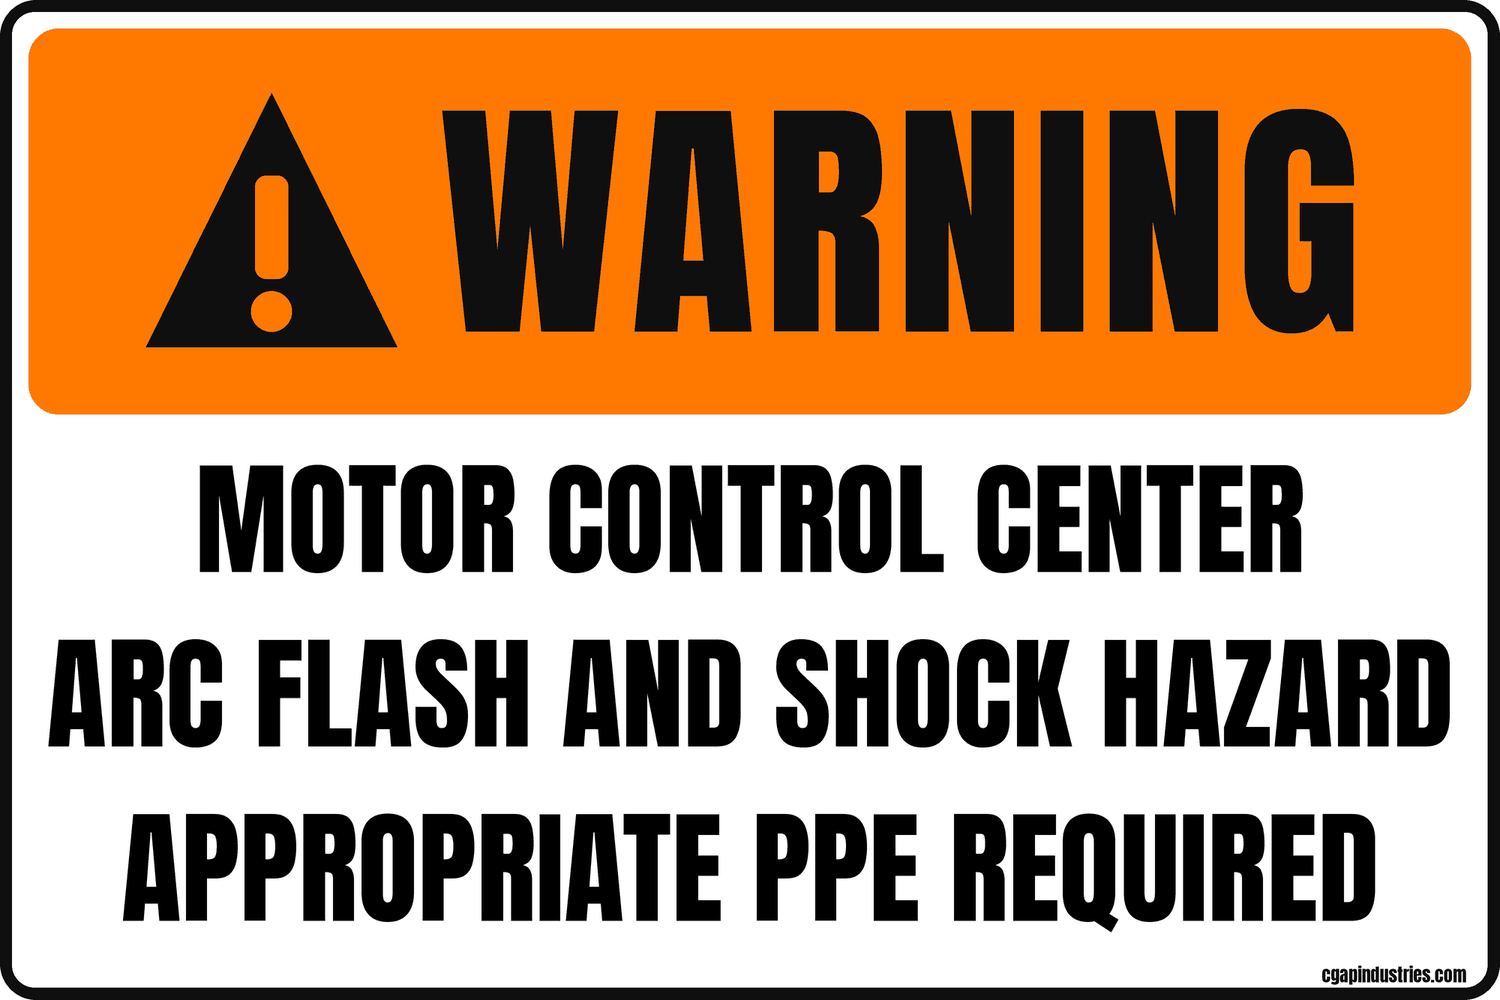 WARNING
MOTOR CONTROL CENTER
ARC FLASH AND SHOCK HAZARD
APPROPRIATE PPE REQUIRED
cgapindustries.com